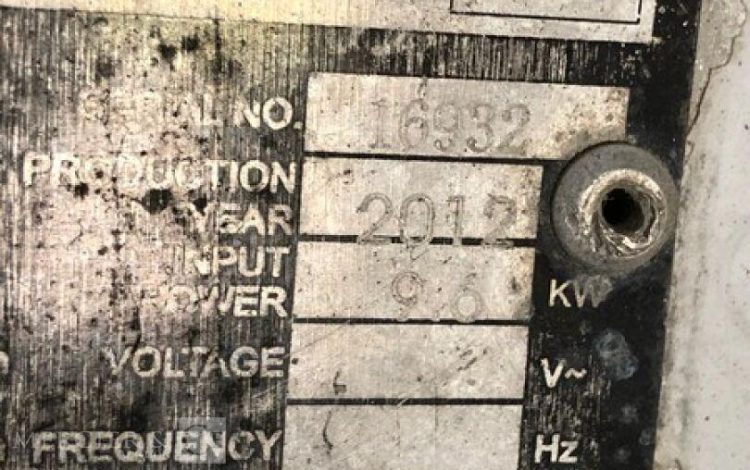 SERIAL NO. 16932
PRODUCTION
YEAR 2012
INPUT
POWER 9.6 KW
VOLTAGE V~
FREQUENCY Hz